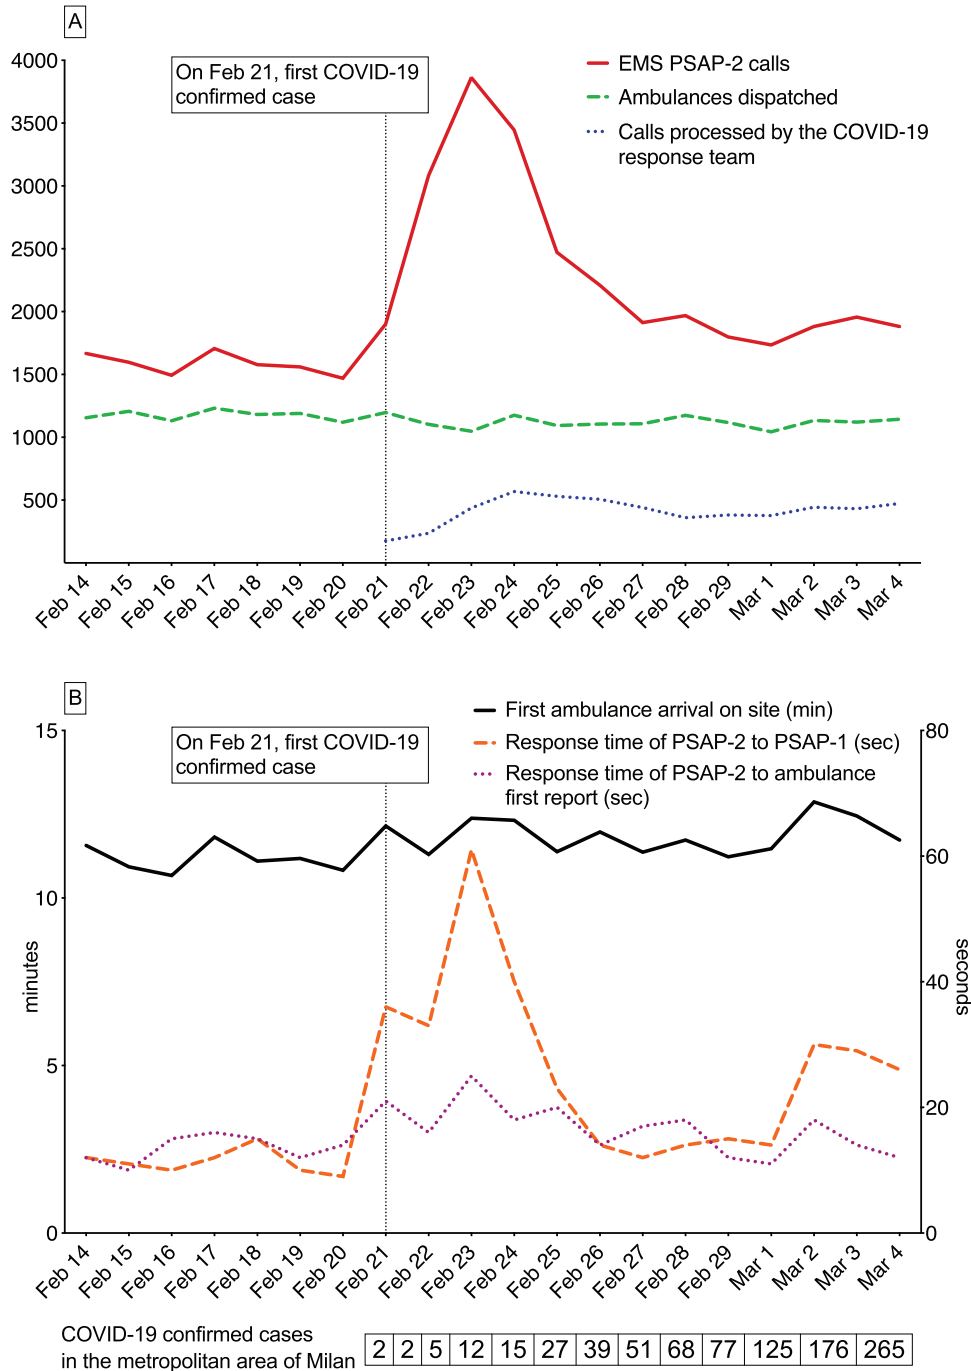 A
4000
3500
3000
2500
2000
1500
1000
500
On Feb 21, first COVID-19
confirmed case
EMS PSAP-2 calls
Ambulances dispatched
Calls processed by the COVID-19
response team
Feb 14
Feb 15
Feb 16
Feb 17
Feb 18
Feb 19
Feb 20
Feb 21
Feb 22
Feb 23
Feb 24
Feb 25
Feb 26
Feb 27
Feb 28
Feb 29
Mar 1
Mar 2
Mar 3
Mar 4
B
First ambulance arrival on site (min)
Response time of PSAP-2 to PSAP-1 (sec)
Response time of PSAP-2 to ambulance
first report (sec)
On Feb 21, first COVID-19
confirmed case
15
10
5
0
minutes
80
60
40
20
0
seconds
Feb 14
Feb 15
Feb 16
Feb 17
Feb 18
Feb 19
Feb 20
Feb 21
Feb 22
Feb 23
Feb 24
Feb 25
Feb 26
Feb 27
Feb 28
Feb 29
Mar 1
Mar 2
Mar 3
Mar 4
COVID-19 confirmed cases
in the metropolitan area of Milan
2 2 5 12 15 27 39 51 68 77 125 176 265